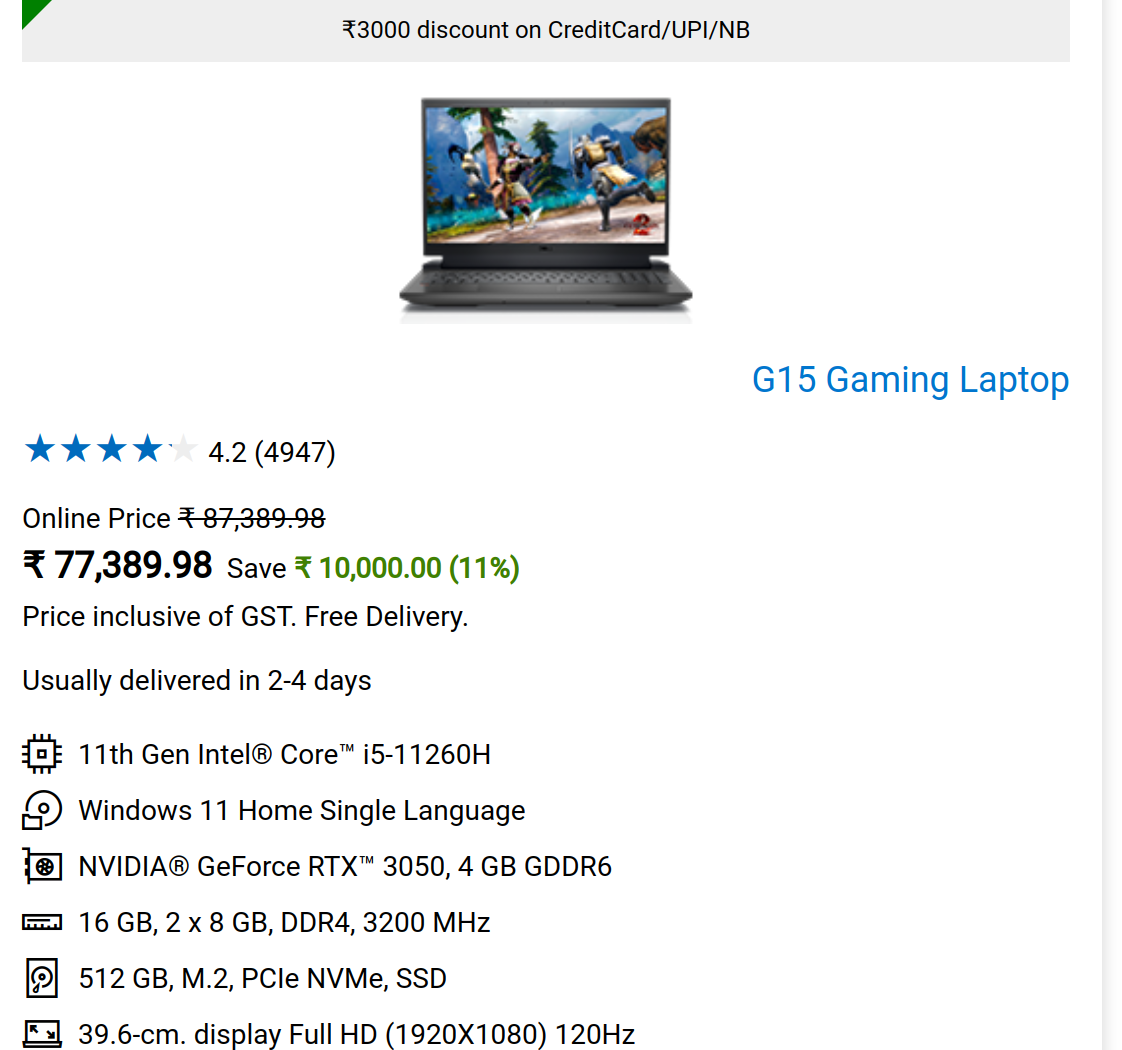 ₹3000 discount on CreditCard/UPI/NB
G15 Gaming Laptop
4.2 (4947)
Online Price ₹ 87,389.98
₹ 77,389.98 Save ₹ 10,000.00 (11%)
Price inclusive of GST. Free Delivery.
Usually delivered in 2-4 days
11th Gen Intel® Core™ i5-11260H
Windows 11 Home Single Language
NVIDIA® GeForce RTX™ 3050, 4 GB GDDR6
16 GB, 2 x 8 GB, DDR4, 3200 MHz
512 GB, M.2, PCIe NVMe, SSD
39.6-cm. display Full HD (1920X1080) 120Hz